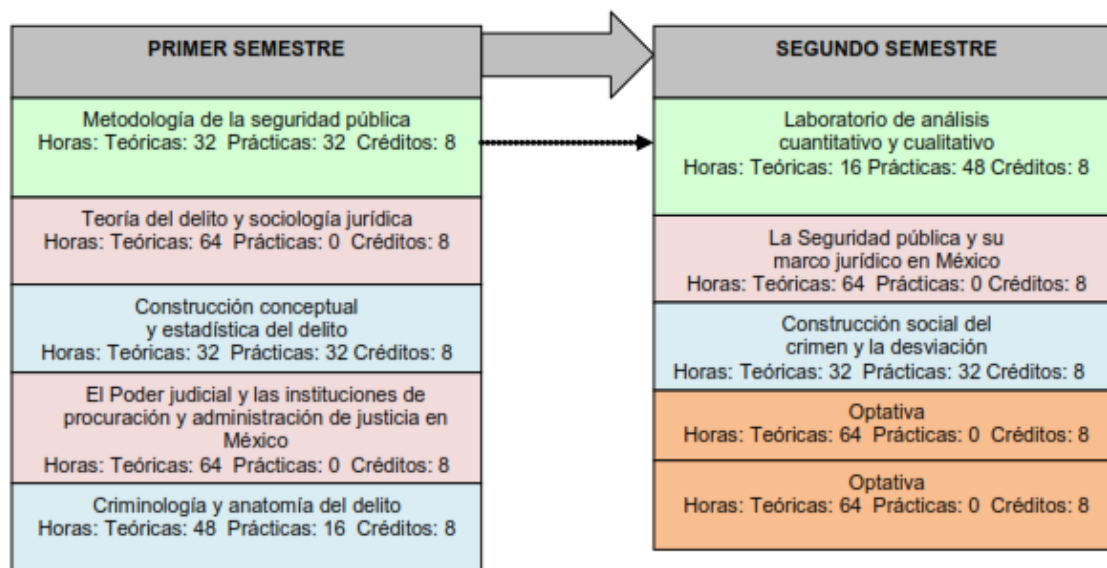 PRIMER SEMESTRE
Metodología de la seguridad pública
Horas: Teóricas: 32 Prácticas: 32 Créditos: 8
Teoría del delito y sociología jurídica
Horas: Teóricas: 64 Prácticas: 0 Créditos: 8
Construcción conceptual
y estadística del delito
Horas: Teóricas: 32 Prácticas: 32 Créditos: 8
El Poder judicial y las instituciones de
procuración y administración de justicia en
México
Horas: Teóricas: 64 Prácticas: 0 Créditos: 8
Criminología y anatomía del delito
Horas: Teóricas: 48 Prácticas: 16 Créditos: 8
SEGUNDO SEMESTRE
Laboratorio de análisis
cuantitativo y cualitativo
Horas: Teóricas: 16 Prácticas: 48 Créditos: 8
La Seguridad pública y su
marco jurídico en México
Horas: Teóricas: 64 Prácticas: 0 Créditos: 8
Construcción social del
crimen y la desviación
Horas: Teóricas: 32 Prácticas: 32 Créditos: 8
Optativa
Horas: Teóricas: 64 Prácticas: 0 Créditos: 8
Optativa
Horas: Teóricas: 64 Prácticas: 0 Créditos: 8